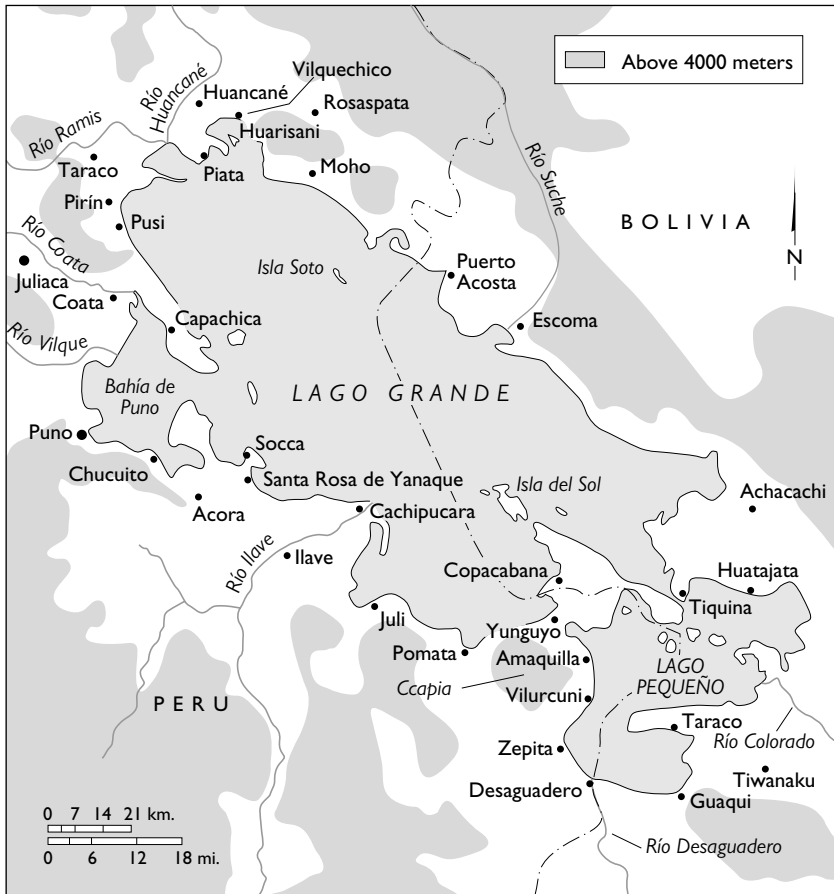 Above 4000 meters
Vilquechico
Huancané
Rosaspata
Río
Huancané
Huarisani
Río Ramis
Taraco
Piata
Moho
Río Suche
Pirín
Pusi
BOLIVIA
N
Río Coata
Juliaca
Isla Soto
Puerto
Acosta
Coata
Escoma
Capachica
Río Vilque
Bahía de
Puno
LAGO GRANDE
Puno
Socca
Chucuito
Santa Rosa de Yanaque
Isla del Sol
Achacachi
Acora
Cachipucara
Río Ilave
Ilave
Copacabana
Huatajata
Tiquina
Juli
Yunguyo
Pomata
Amaquilla
LAGO
PEQUEÑO
Ccapia
PERU
Vilurcuni
Taraco
Río Colorado
Zepita
Tiwanaku
Desaguadero
Guaqui
0 7 14 21 km.
0 6 12 18 mi.
Río Desaguadero